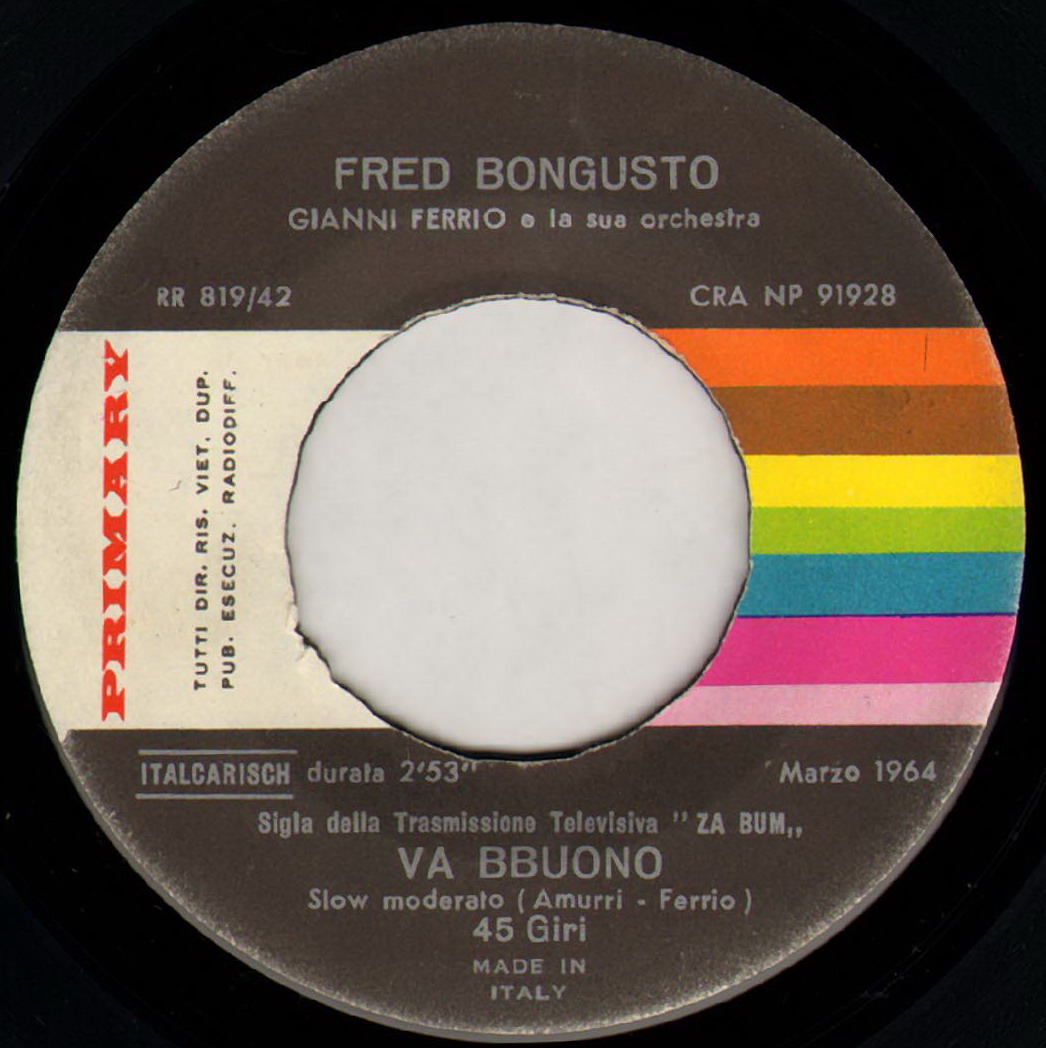 FRED BONGUSTO
GIANNI FERRIO e la sua orchestra
RR 819/42
CRA NP 91928
PRIMARY
TUTTI DIR. RIS. VIET. DUP.
PUB. ESECUZ. RADIODIFF.
ITALCARISCH durata 2'53"
Marzo 1964
Sigla della Trasmissione Televisiva "ZA BUM,,
VA BBUONO
Slow moderato (Amurri - Ferrio)
45 Giri
MADE IN
ITALY